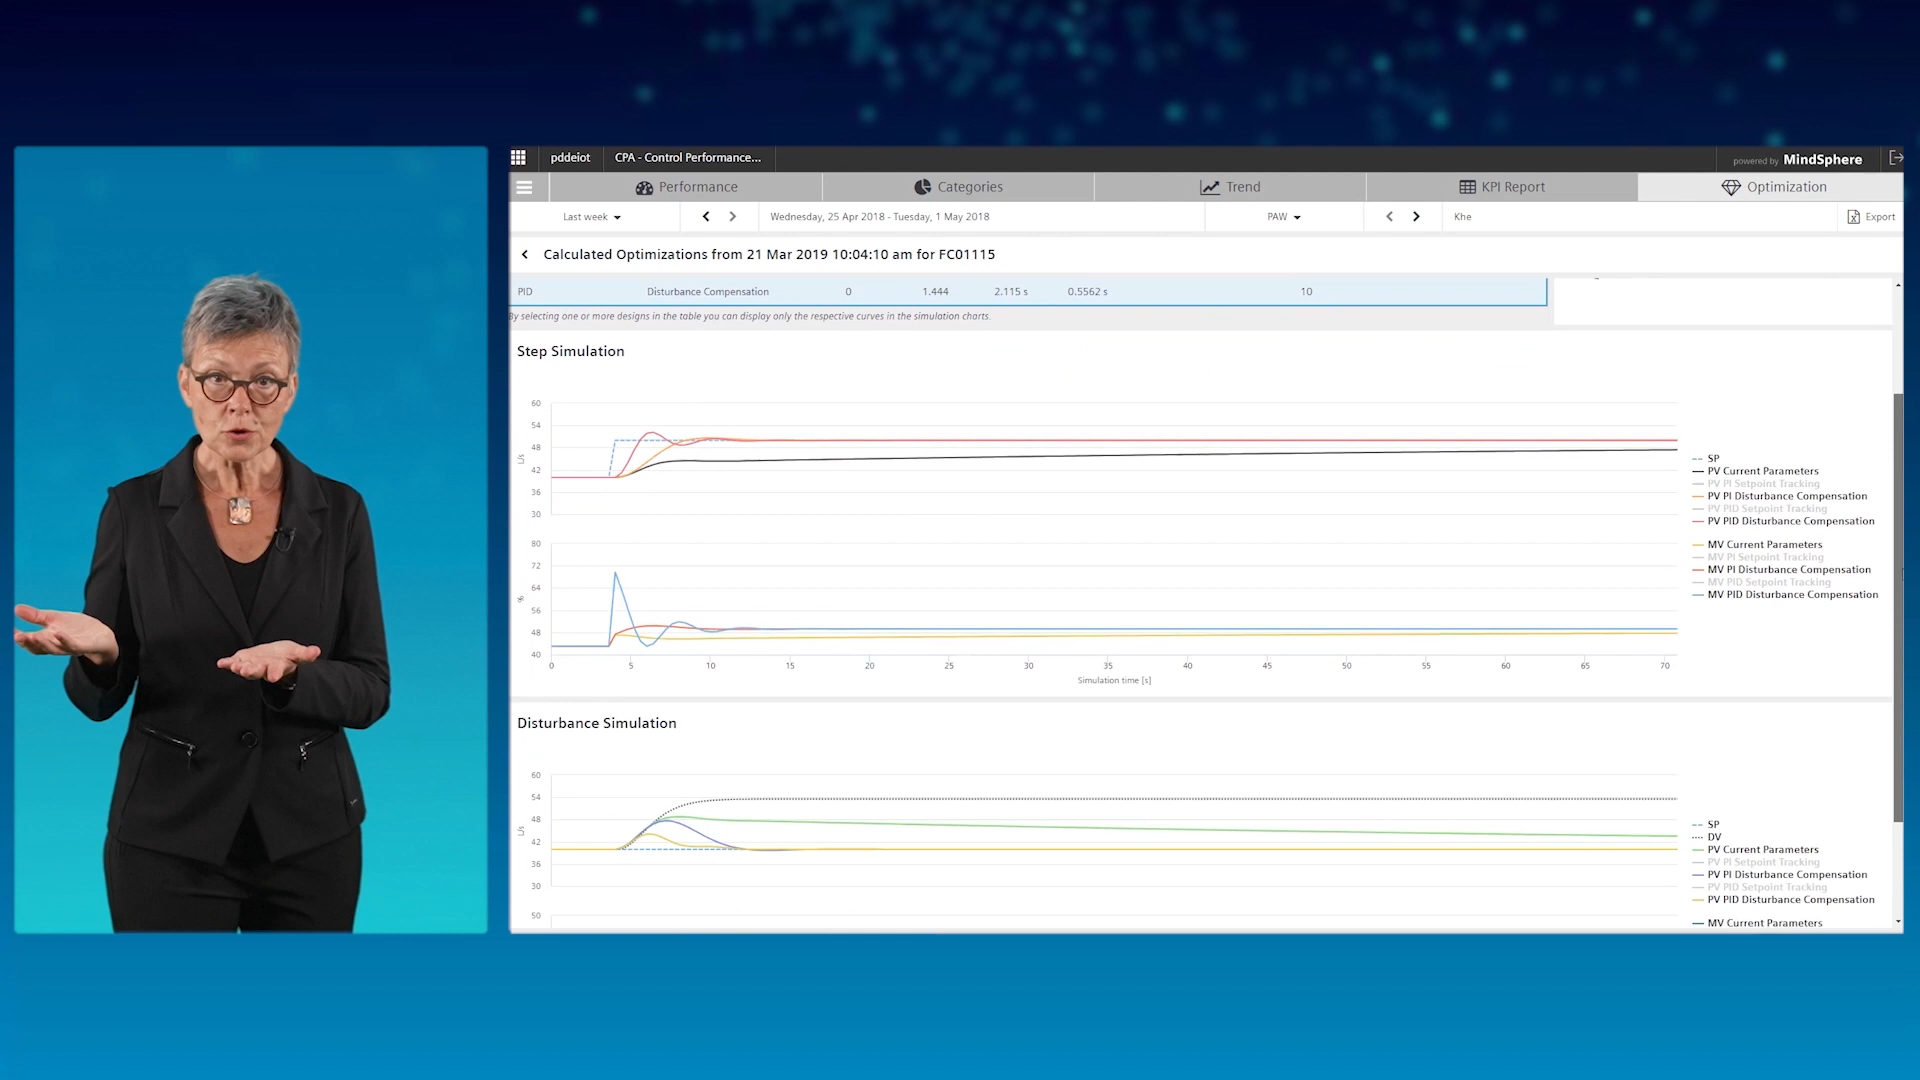 pddeiot CPA - Control Performance... powered by MindSphere
Performance Categories Trend KPI Report Optimization
Last week Wednesday, 25 Apr 2018 - Tuesday, 1 May 2018 PAW Khe Export
Calculated Optimizations from 21 Mar 2019 10:04:10 am for FC01115
PID Disturbance Compensation 0 1.444 2.115 s 0.5562 s 10
By selecting one or more designs in the table you can display only the respective curves in the simulation charts.
Step Simulation
60
54
48
42
36
30
L/s
SP
PV Current Parameters
PV PI Setpoint Tracking
PV PI Disturbance Compensation
PV PID Setpoint Tracking
PV PID Disturbance Compensation
80
72
64
56
48
40
%
MV Current Parameters
MV PI Setpoint Tracking
MV PI Disturbance Compensation
MV PID Setpoint Tracking
MV PID Disturbance Compensation
0 5 10 15 20 25 30 35 40 45 50 55 60 65 70
Simulation time [s]
Disturbance Simulation
60
54
48
42
36
30
L/s
50
SP
DV
PV Current Parameters
PV PI Setpoint Tracking
PV PI Disturbance Compensation
PV PID Setpoint Tracking
PV PID Disturbance Compensation
MV Current Parameters